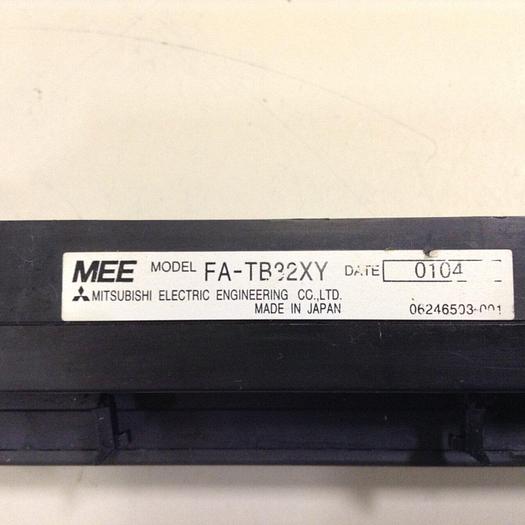 MEE MODEL FA-TB32XY DATE 0104
MITSUBISHI ELECTRIC ENGINEERING CO.,LTD.
MADE IN JAPAN 06246503-001